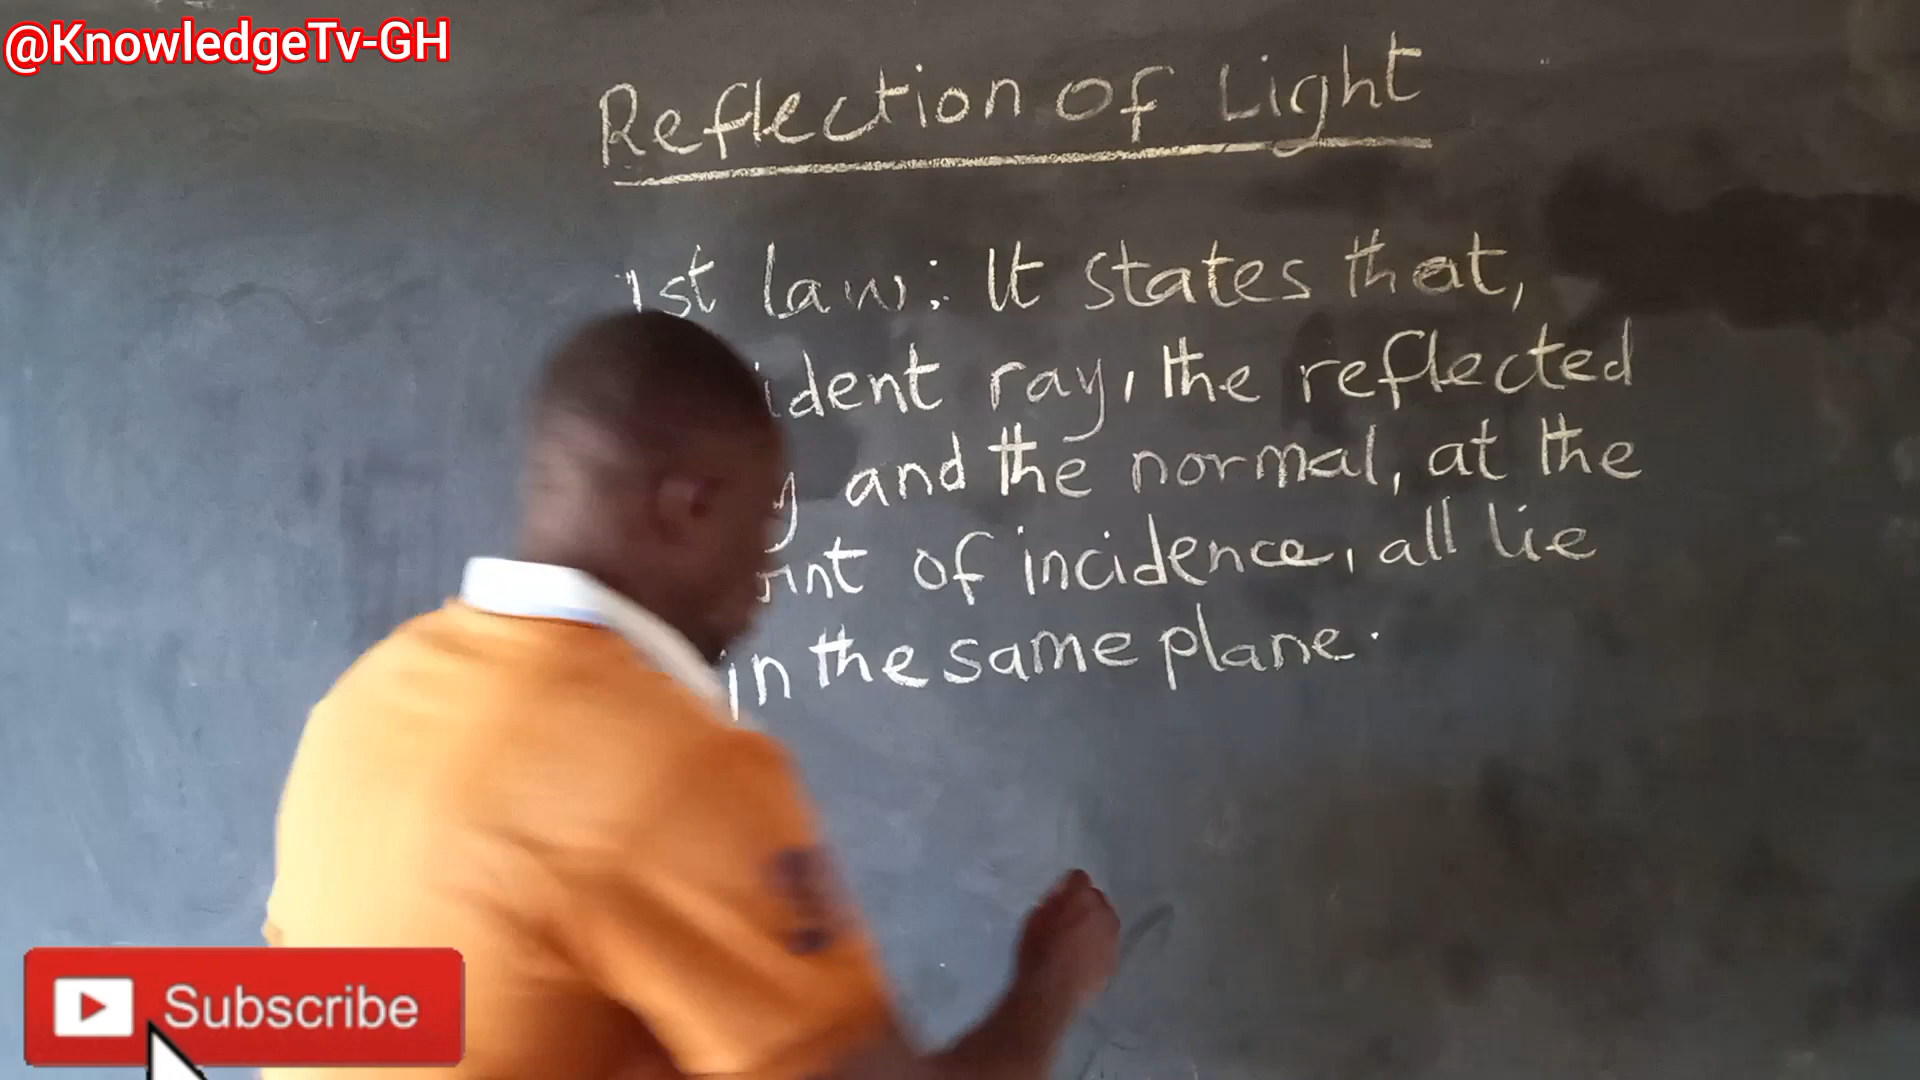 @KnowledgeTv-GH
Reflection of Light
1st law: It states that,
ident ray, the reflected
y and the normal, at the
int of incidence, all lie
in the same plane.
Subscribe